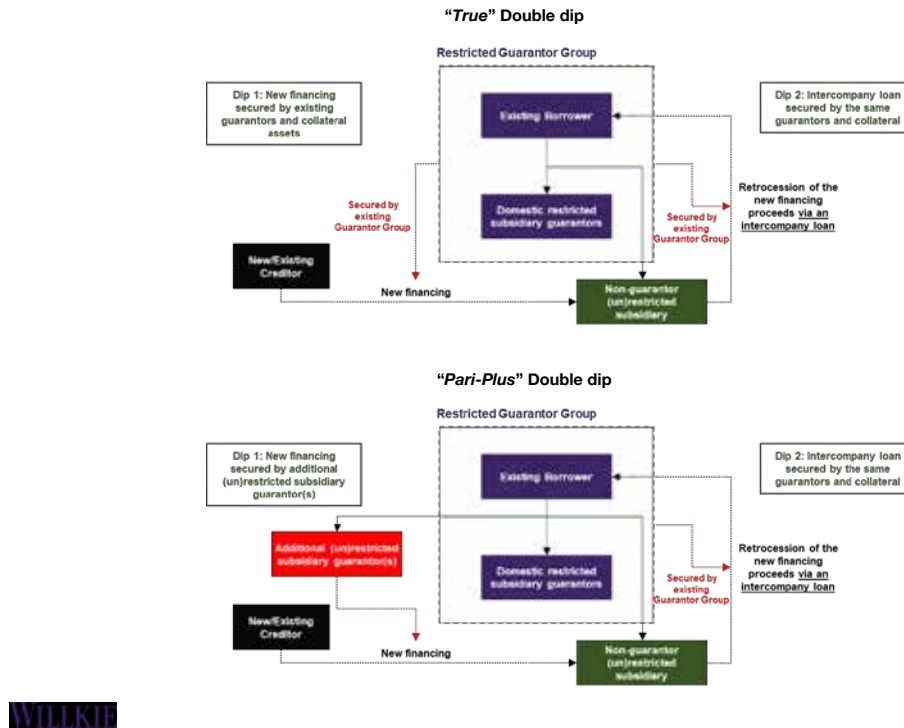 “True” Double dip
Restricted Guarantor Group
Dip 1: New financing
secured by existing
guarantors and collateral
assets
Existing Borrower
Dip 2: Intercompany loan
secured by the same
guarantors and collateral
Secured by
existing
Guarantor Group
Domestic restricted
subsidiary guarantors
Secured by
existing
Guarantor Group
Retrocession of the
new financing
proceeds via an
intercompany loan
New/Existing
Creditor
New financing
Non-guarantor
(un)restricted
subsidiary
“Pari-Plus” Double dip
Restricted Guarantor Group
Dip 1: New financing
secured by additional
(un)restricted subsidiary
guarantor(s)
Existing Borrower
Dip 2: Intercompany loan
secured by the same
guarantors and collateral
Additional (un)restricted
subsidiary guarantor(s)
Domestic restricted
subsidiary guarantors
Secured by
existing
Guarantor Group
Retrocession of the
new financing
proceeds via an
intercompany loan
New/Existing
Creditor
New financing
Non-guarantor
(un)restricted
subsidiary
WILLKIE